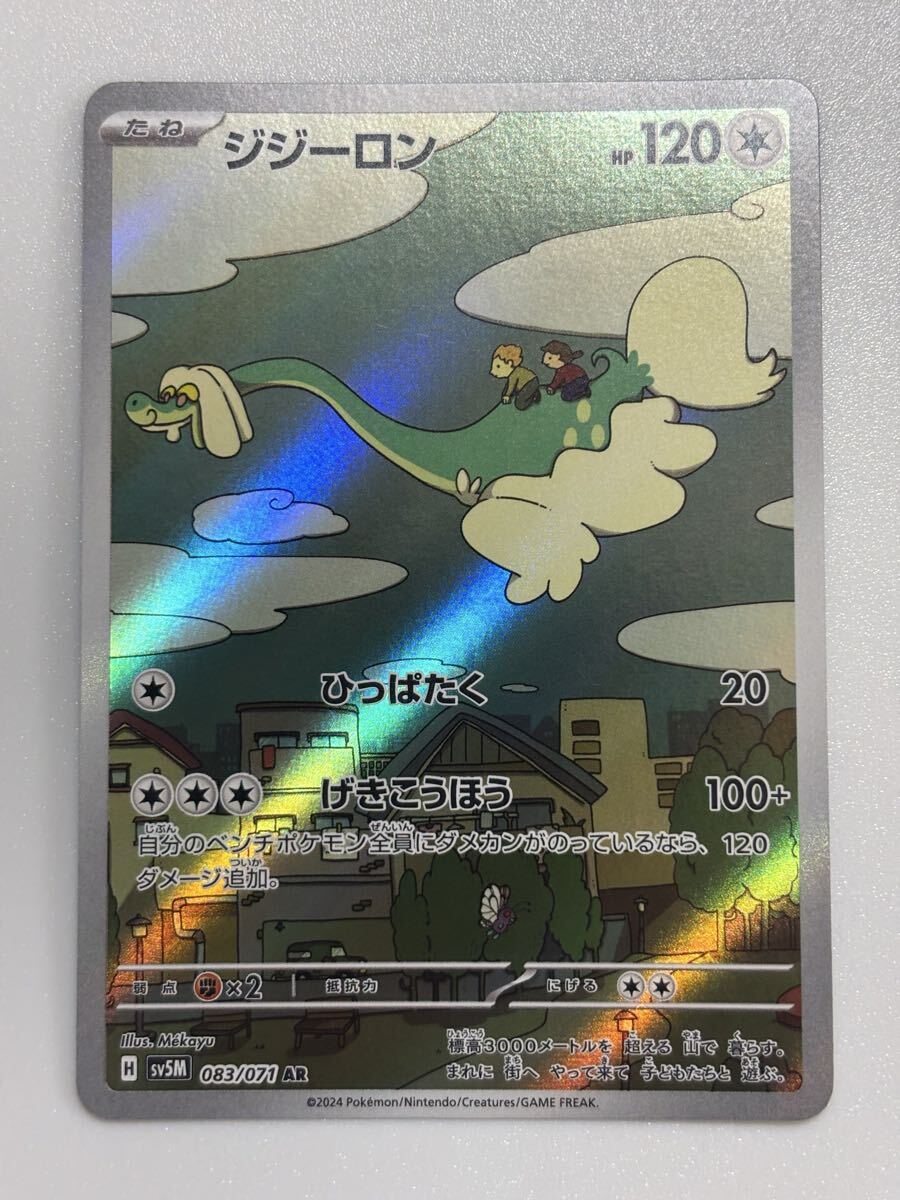 たね ジジーロン HP 120
ひっぱたく 20
げきこうほう 100+
自分のベンチポケモン全員にダメカンがのっているなら、120
ダメージ追加。
弱点 ×2 抵抗力 にげる
Illus. Mékayu
標高3000メートルを 超える 山で 暮らす。
まれに 街へ やって来て 子どもたちと 遊ぶ。
H sv5M 083/071 AR
©2024 Pokémon/Nintendo/Creatures/GAME FREAK.